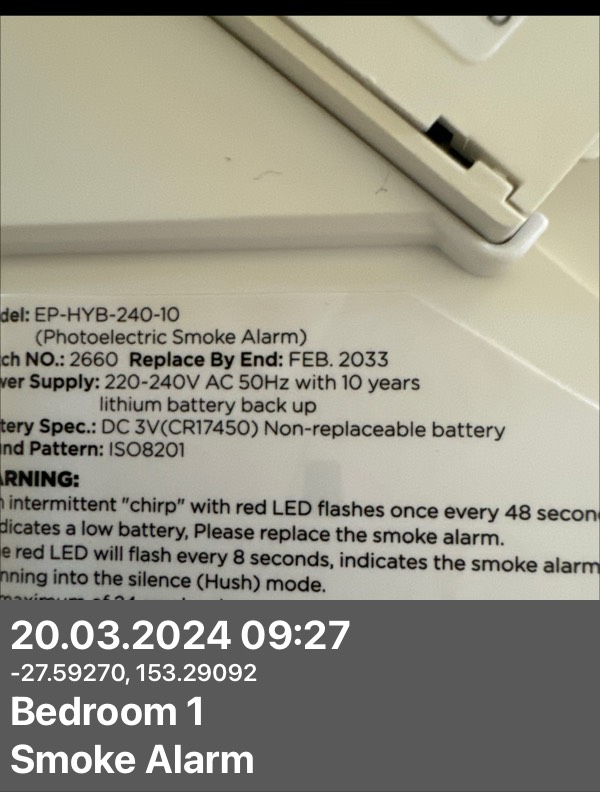 del: EP-HYB-240-10
(Photoelectric Smoke Alarm)
ch NO.: 2660 Replace By End: FEB. 2033
ver Supply: 220-240V AC 50Hz with 10 years
lithium battery back up
tery Spec.: DC 3V(CR17450) Non-replaceable battery
nd Pattern: ISO8201
ARNING:
intermittent "chirp" with red LED flashes once every 48 secon
dicates a low battery, Please replace the smoke alarm.
e red LED will flash every 8 seconds, indicates the smoke alarm
nning into the silence (Hush) mode.
20.03.2024 09:27
-27.59270, 153.29092
Bedroom 1
Smoke Alarm